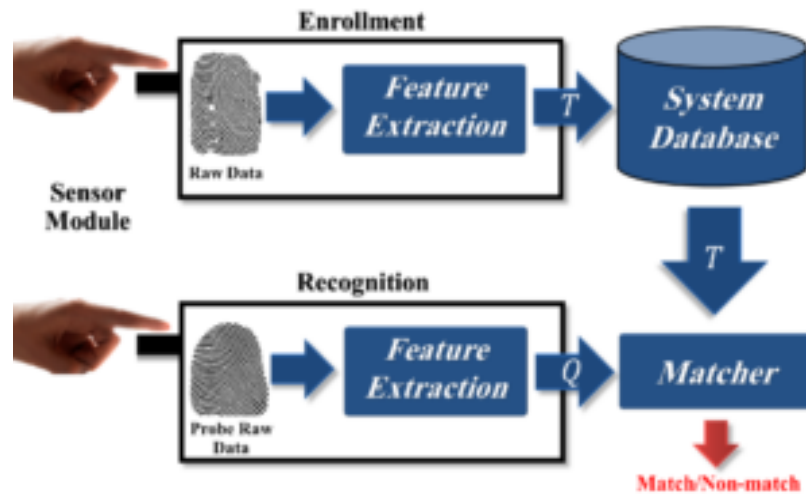 Enrollment
Feature
Extraction
T
System
Database
Raw Data
Sensor
Module
T
Recognition
Feature
Extraction
Q
Matcher
Probe Raw
Data
Match/Non-match